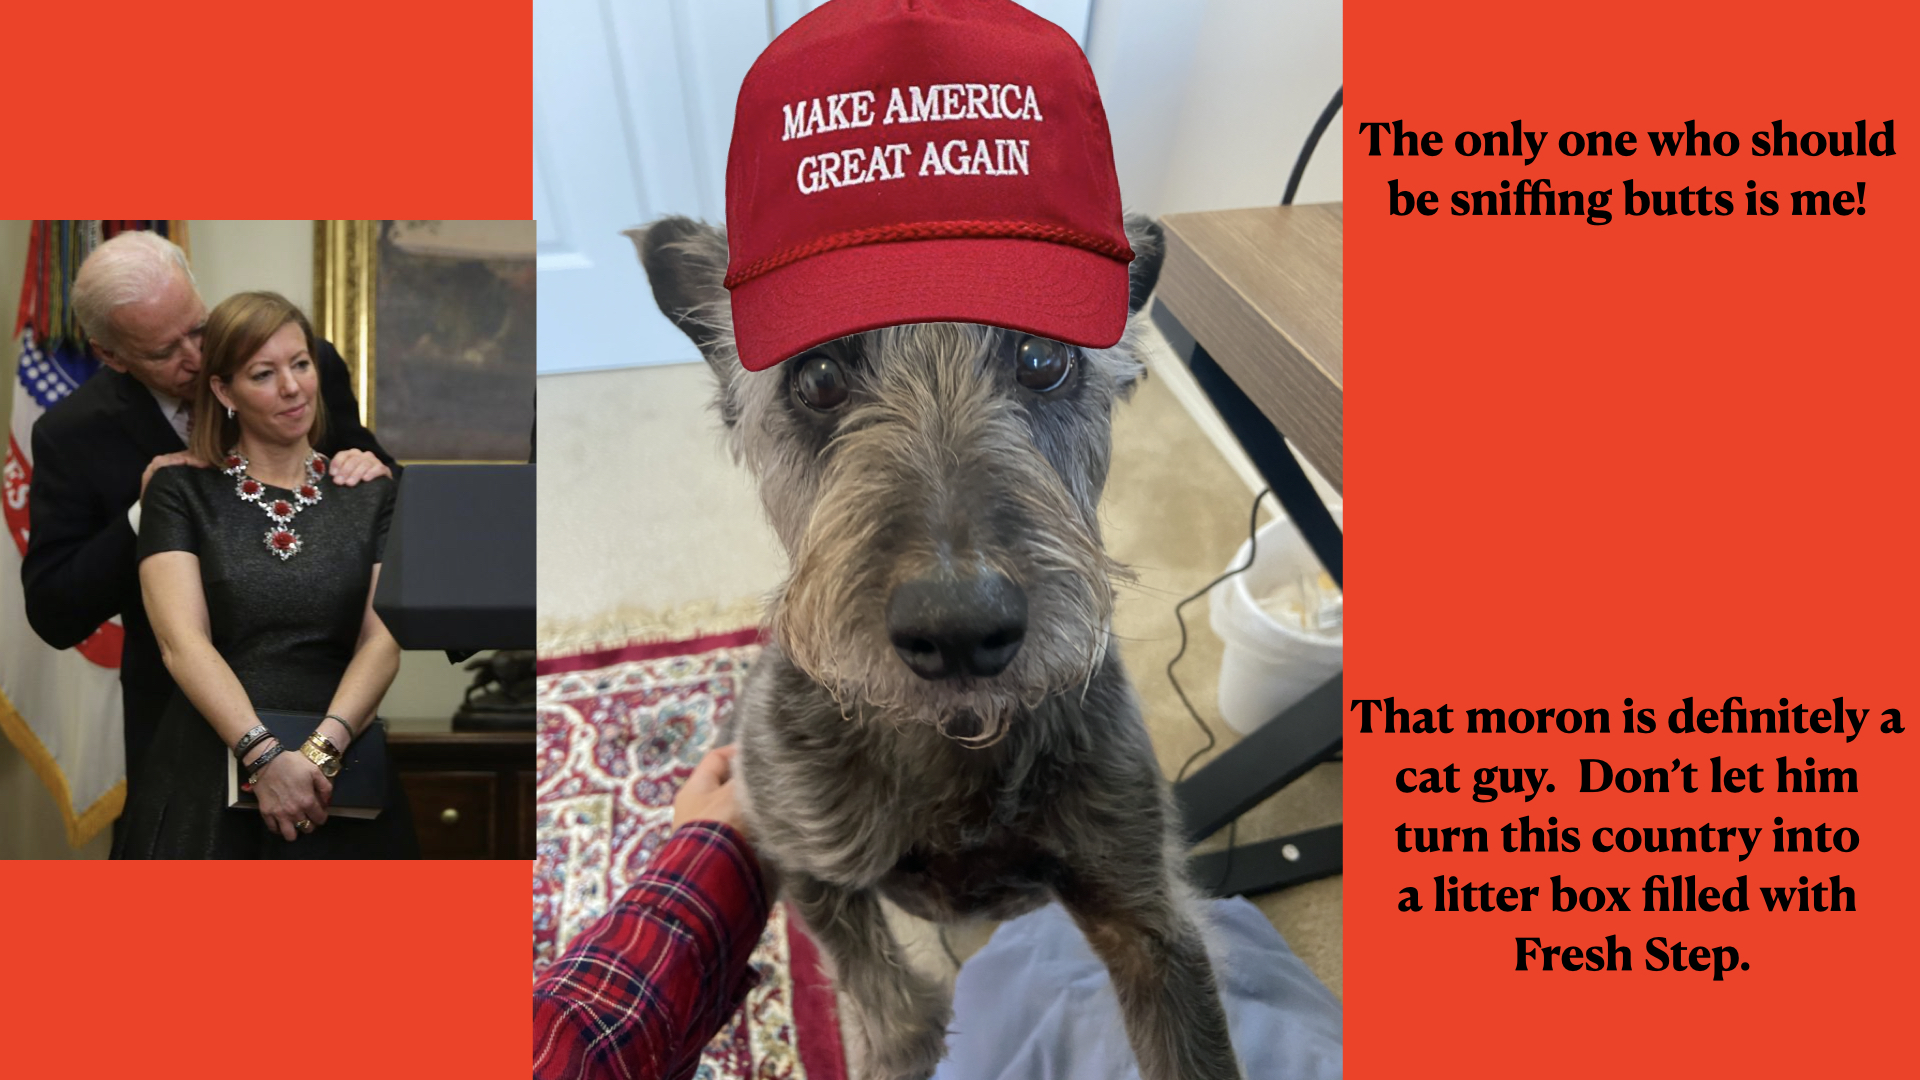 MAKE AMERICA
GREAT AGAIN
The only one who should
be sniffing butts is me!
That moron is definitely a
cat guy.  Don’t let him
turn this country into
a litter box filled with
Fresh Step.